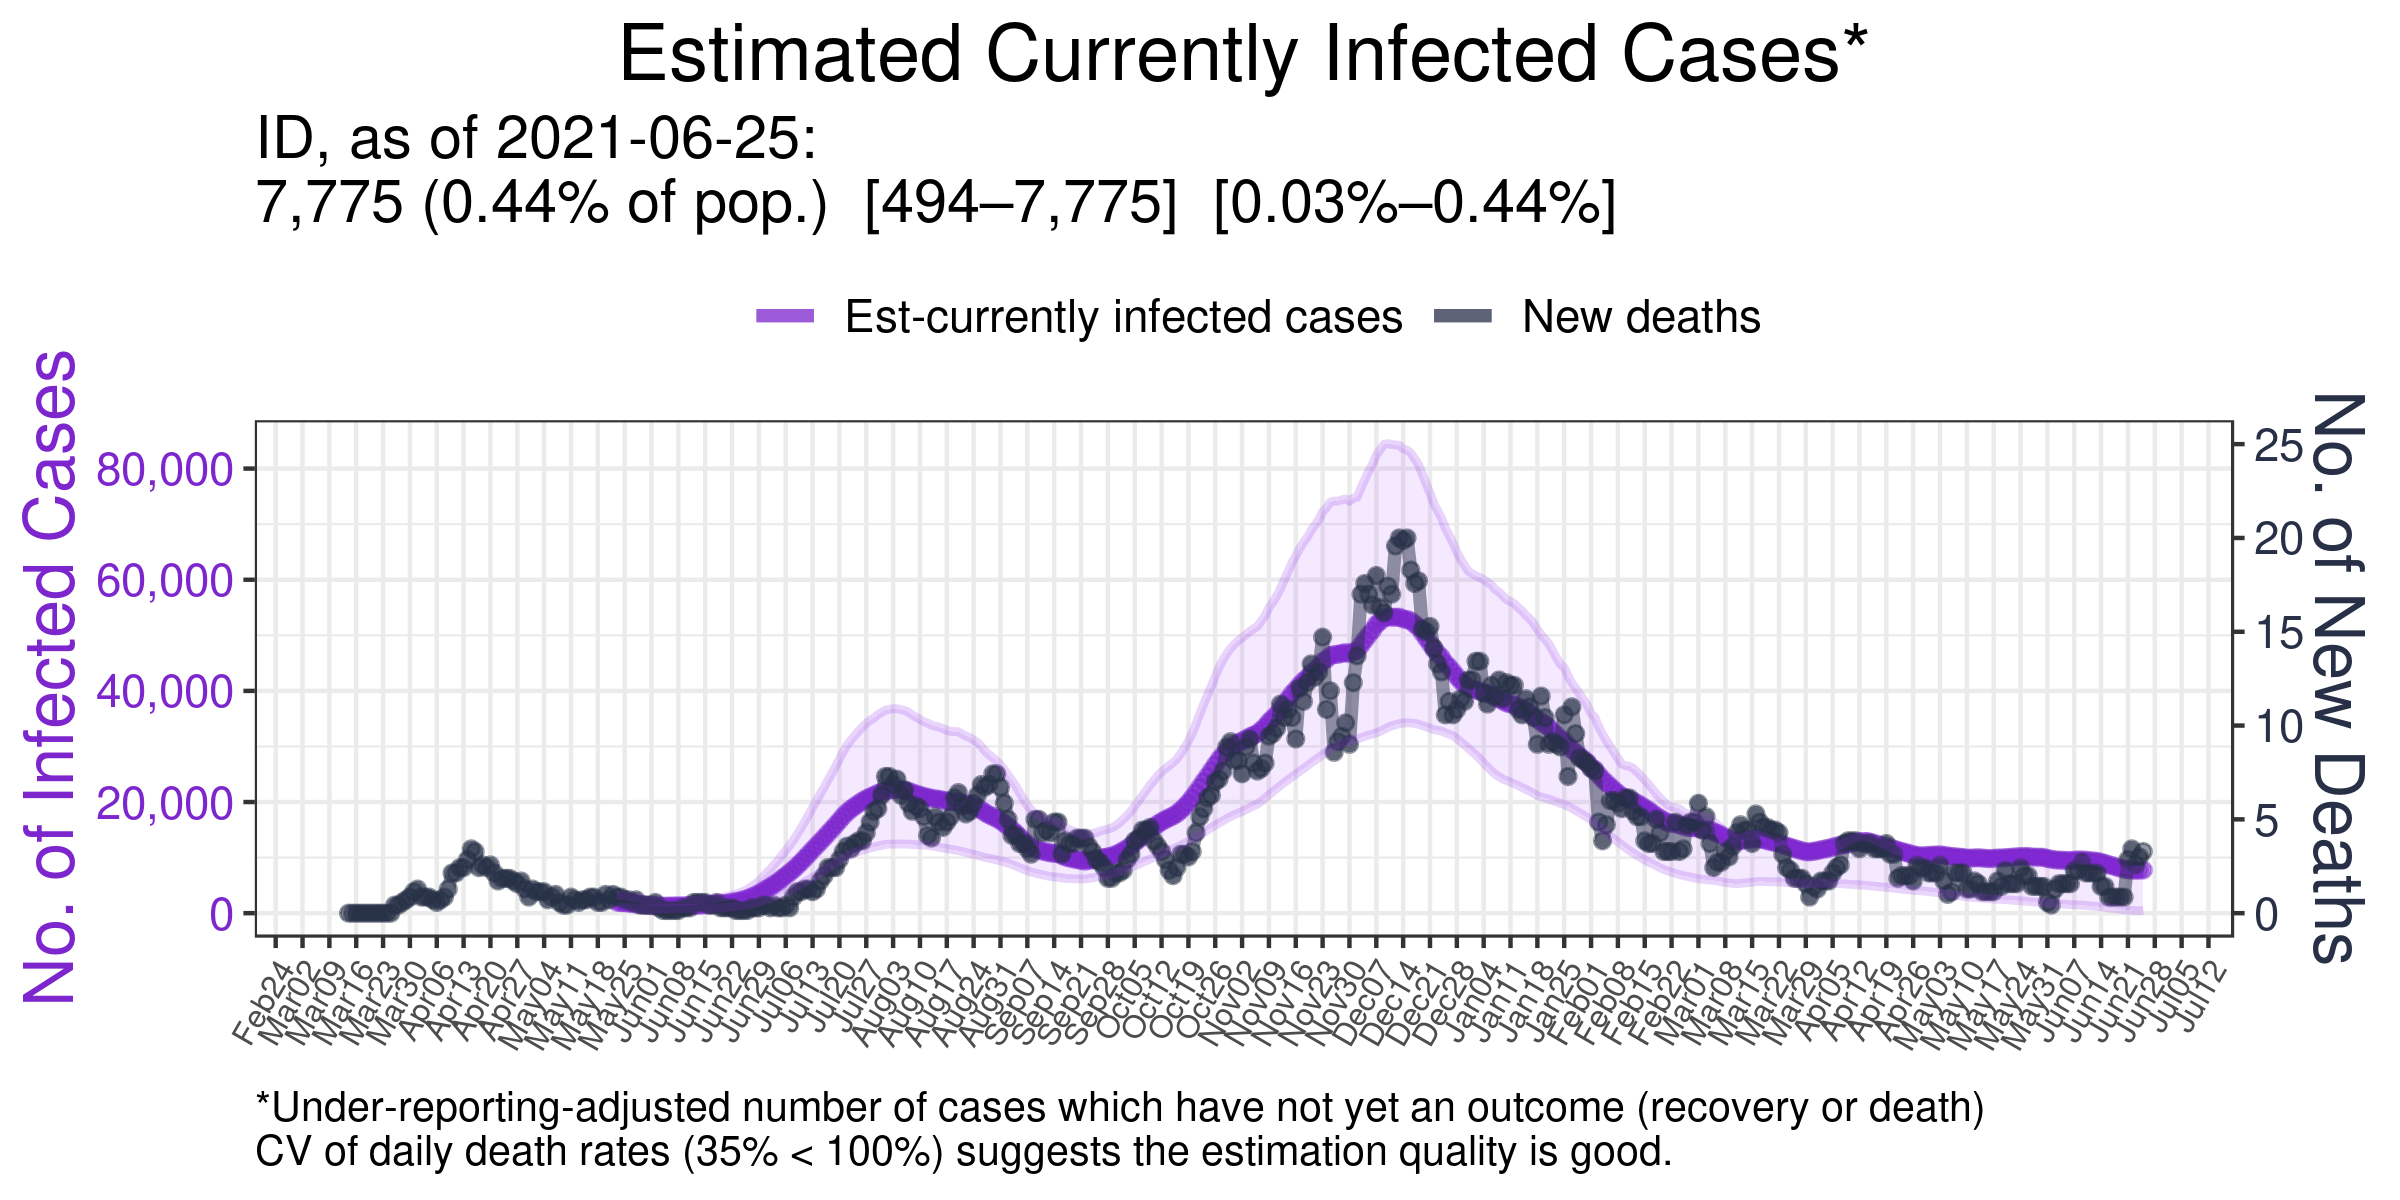 Estimated Currently Infected Cases*
ID, as of 2021-06-25:
7,775 (0.44% of pop.) [494–7,775] [0.03%–0.44%]
Est-currently infected cases
New deaths
No. of Infected Cases
80,000
60,000
40,000
20,000
0
No. of New Deaths
25
20
15
10
5
0
Feb24
Mar02
Mar09
Mar16
Mar23
Mar30
Apr06
Apr13
Apr20
Apr27
May04
May11
May18
May25
Jun01
Jun08
Jun15
Jun22
Jun29
Jul06
Jul13
Jul20
Jul27
Aug03
Aug10
Aug17
Aug24
Aug31
Sep07
Sep14
Sep21
Sep28
Oct05
Oct12
Oct19
Oct26
Nov02
Nov09
Nov16
Nov23
Nov30
Dec07
Dec14
Dec21
Dec28
Jan04
Jan11
Jan18
Jan25
Feb01
Feb08
Feb15
Feb22
Mar01
Mar08
Mar15
Mar22
Mar29
Apr05
Apr12
Apr19
Apr26
May03
May10
May17
May24
May31
Jun07
Jun14
Jun21
Jun28
Jul05
Jul12
*Under-reporting-adjusted number of cases which have not yet an outcome (recovery or death)
CV of daily death rates (35% < 100%) suggests the estimation quality is good.